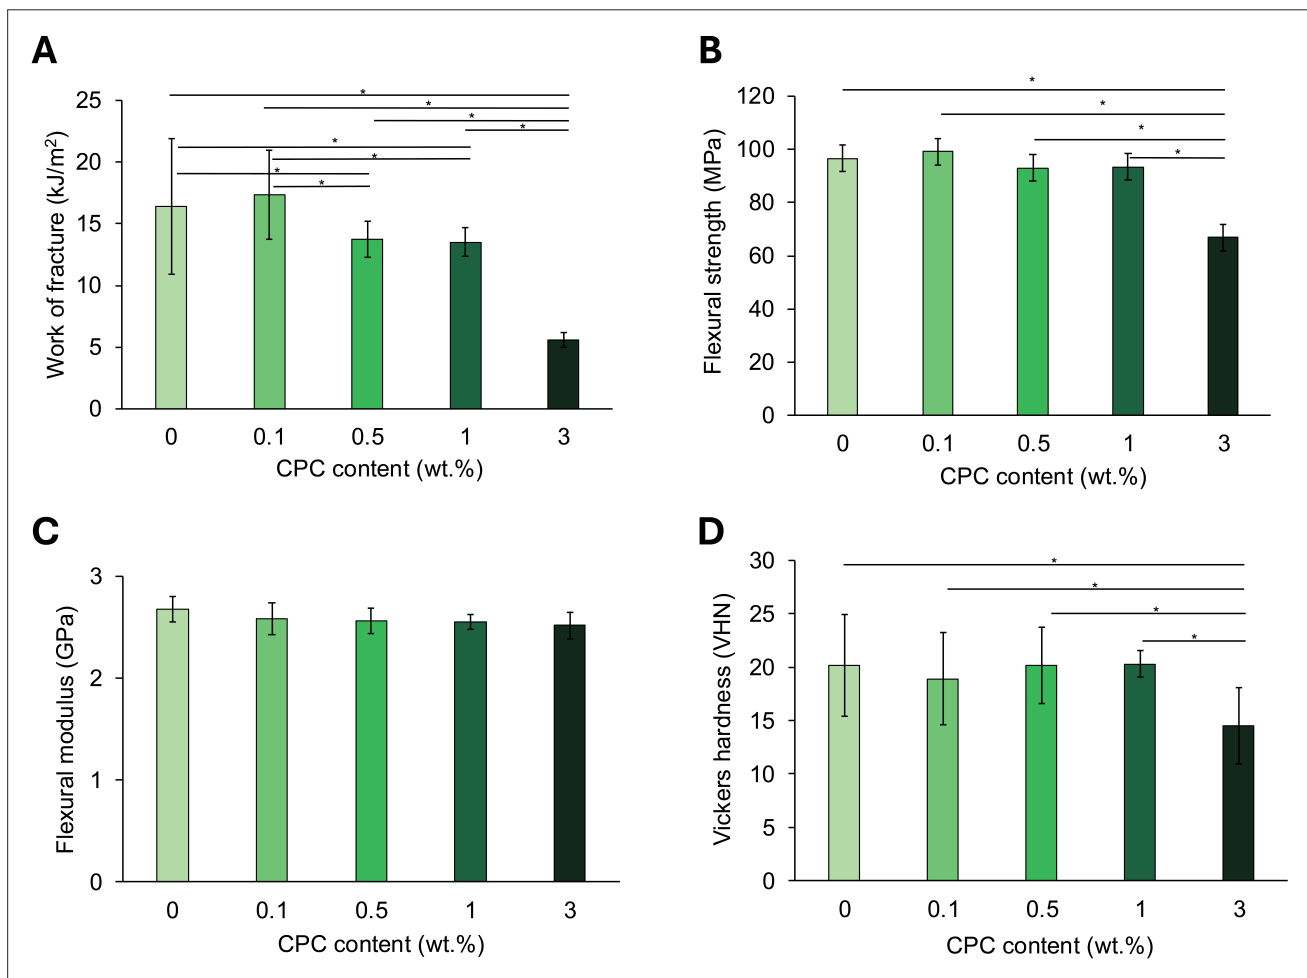 A
Work of fracture (kJ/m²)
25
20
15
10
5
0
* * * * * * * *
0 0.1 0.5 1 3
CPC content (wt.%)
B
Flexural strength (MPa)
120
100
80
60
40
20
0
* * * *
0 0.1 0.5 1 3
CPC content (wt.%)
C
Flexural modulus (GPa)
3
2
1
0
0 0.1 0.5 1 3
CPC content (wt.%)
D
Vickers hardness (VHN)
30
25
20
15
10
5
0
* * * *
0 0.1 0.5 1 3
CPC content (wt.%)